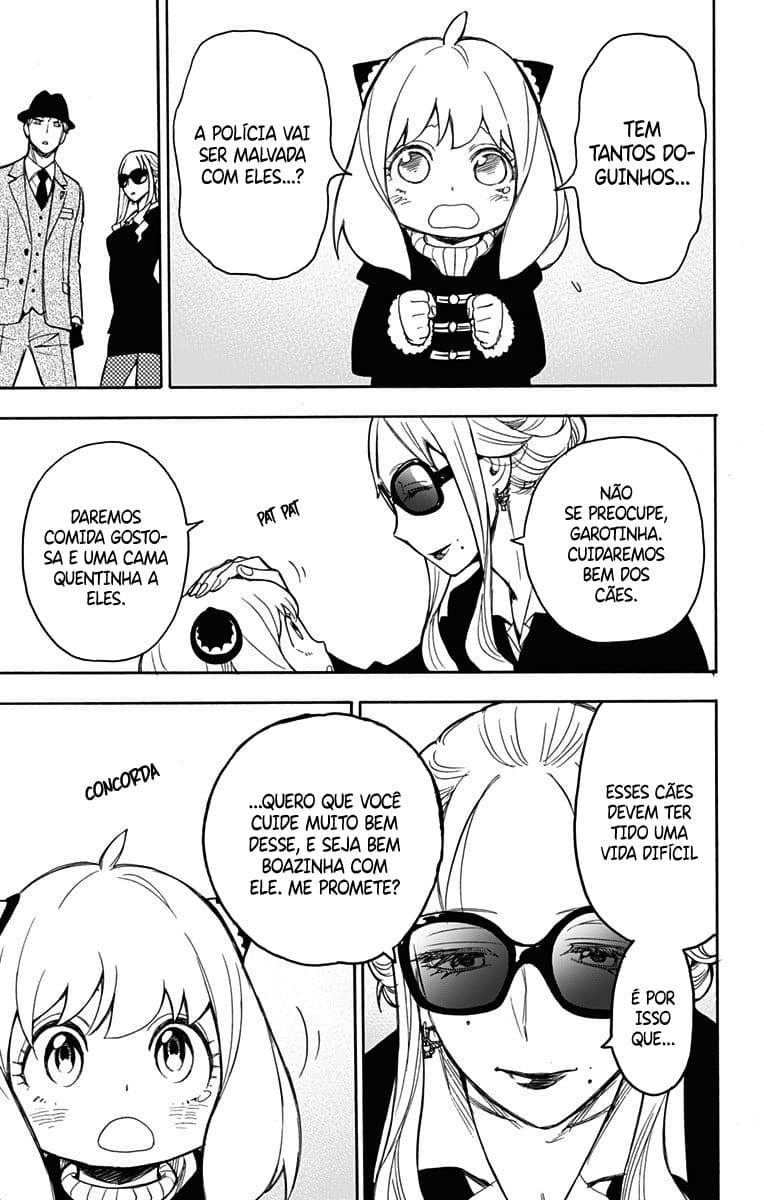 TEM
TANTOS DO-
GUINHOS...
A POLÍCIA VAI
SER MALVADA
COM ELES...?
NÃO
SE PREOCUPE,
GAROTINHA.
CUIDAREMOS
BEM DOS
CÃES.
PAT PAT
DAREMOS
COMIDA GOSTO-
SA E UMA CAMA
QUENTINHA A
ELES.
ESSES CÃES
DEVEM TER
TIDO UMA
VIDA DIFÍCIL
É POR
ISSO
QUE...
...QUERO QUE VOCÊ
CUIDE MUITO BEM
DESSE, E SEJA BEM
BOAZINHA COM
ELE. ME PROMETE?
CONCORDA